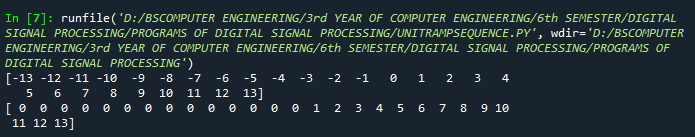 In [7]: runfile('D:/BSCOMPUTER ENGINEERING/3rd YEAR OF COMPUTER ENGINEERING/6th SEMESTER/DIGITAL
SIGNAL PROCESSING/PROGRAMS OF DIGITAL SIGNAL PROCESSING/UNITRAMPSEQUENCE.PY', wdir='D:/BSCOMPUTER
ENGINEERING/3rd YEAR OF COMPUTER ENGINEERING/6th SEMESTER/DIGITAL SIGNAL PROCESSING/PROGRAMS OF
DIGITAL SIGNAL PROCESSING')
[-13 -12 -11 -10  -9  -8  -7  -6  -5  -4  -3  -2  -1   0   1   2   3   4
   5   6   7   8   9  10  11  12  13]
[ 0  0  0  0  0  0  0  0  0  0  0  0  0  0  1  2  3  4  5  6  7  8  9 10
 11 12 13]